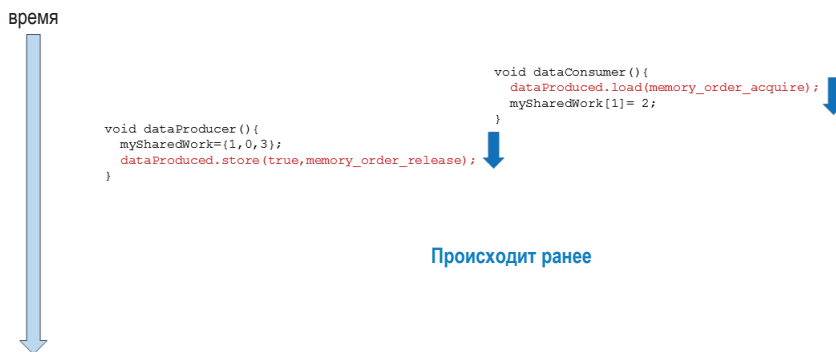 время
void dataConsumer(){
dataProduced.load(memory_order_acquire);
mySharedWork[1]= 2;
}
void dataProducer(){
mySharedWork={1,0,3};
dataProduced.store(true,memory_order_release);
}
Происходит ранее